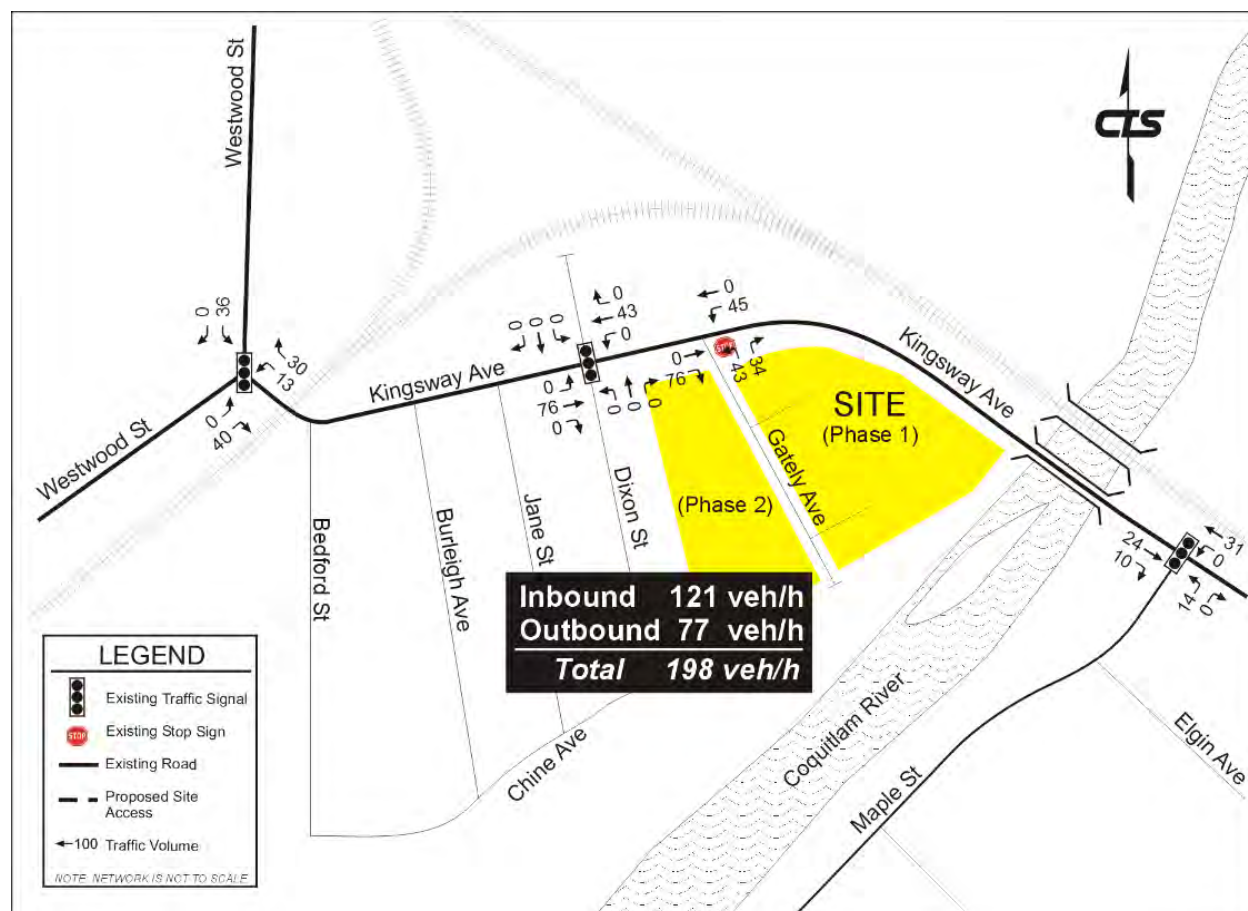 Westwood St
CTS
0
36
30
13
0
40
Westwood St
Kingsway Ave
0
43
0
0
0
0
0
76
0
0
0
0
0
45
0
76
43
34
STOP
Kingsway Ave
SITE
(Phase 1)
(Phase 2)
Gately Ave
Bedford St
Burleigh Ave
Jane St
Dixon St
Chine Ave
Inbound 121 veh/h
Outbound 77 veh/h
Total 198 veh/h
24
10
31
0
14
0
Coquitlam River
Maple St
Elgin Ave
LEGEND
Existing Traffic Signal
STOP
Existing Stop Sign
Existing Road
Proposed Site
Access
100 Traffic Volume
NOTE: NETWORK IS NOT TO SCALE